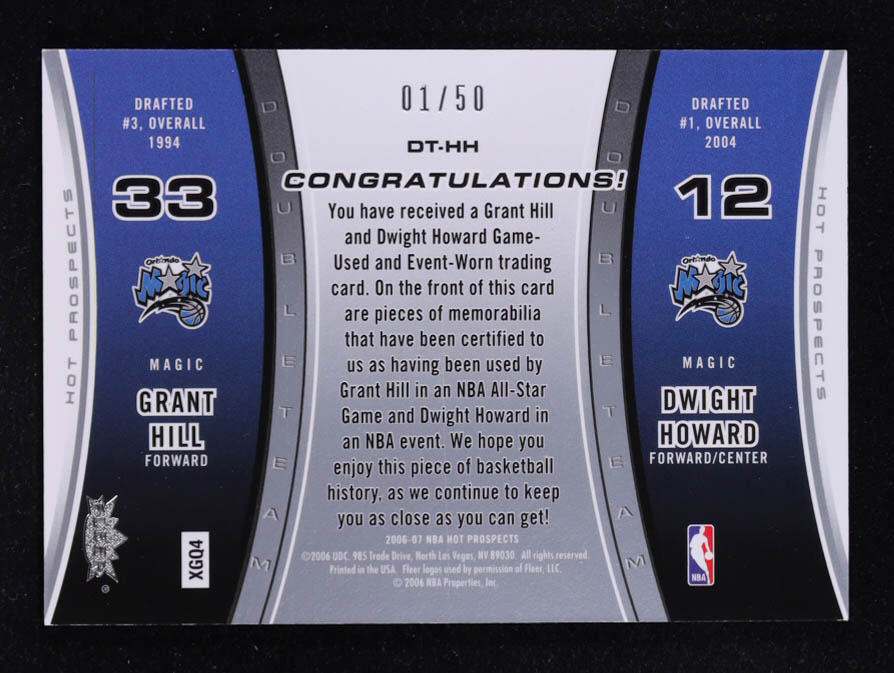 HOT PROSPECTS
DRAFTED
#3, OVERALL
1994
33
Orlando
Magic
MAGIC
GRANT
HILL
FORWARD
XGQ4
DOUBLE TEAM
01/50
DT-HH
CONGRATULATIONS!
You have received a Grant Hill
and Dwight Howard Game-
Used and Event-Worn trading
card. On the front of this card
are pieces of memorabilia
that have been certified to
us as having been used by
Grant Hill in an NBA All-Star
Game and Dwight Howard in
an NBA event. We hope you
enjoy this piece of basketball
history, as we continue to keep
you as close as you can get!
2006-07 NBA HOT PROSPECTS
©2006 UDC. 985 Trade Drive, North Las Vegas, NV 89030. All rights reserved.
Printed in the USA. Fleer logos used by permission of Fleer, LLC.
© 2006 NBA Properties, Inc.
DOUBLE TEAM
DRAFTED
#1, OVERALL
2004
12
Orlando
Magic
MAGIC
DWIGHT
HOWARD
FORWARD/CENTER
NBA
HOT PROSPECTS